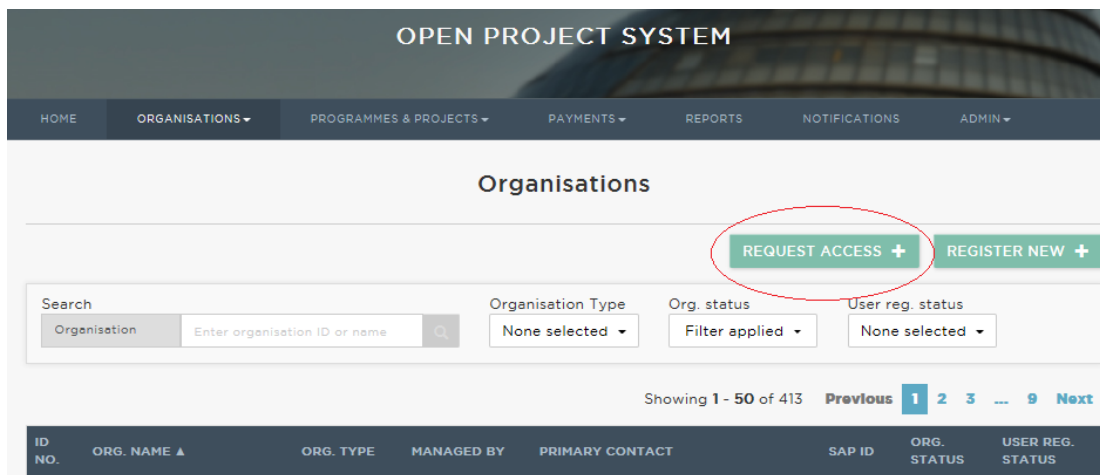 OPEN PROJECT SYSTEM
HOME ORGANISATIONS PROGRAMMES & PROJECTS PAYMENTS REPORTS NOTIFICATIONS ADMIN
Organisations
REQUEST ACCESS + REGISTER NEW +
Search Organisation Type Org. status User reg. status
Organisation Enter organisation ID or name None selected Filter applied None selected
Showing 1 - 50 of 413 Previous 1 2 3 ... 9 Next
ID NO. ORG. NAME ▲ ORG. TYPE MANAGED BY PRIMARY CONTACT SAP ID ORG. STATUS USER REG. STATUS